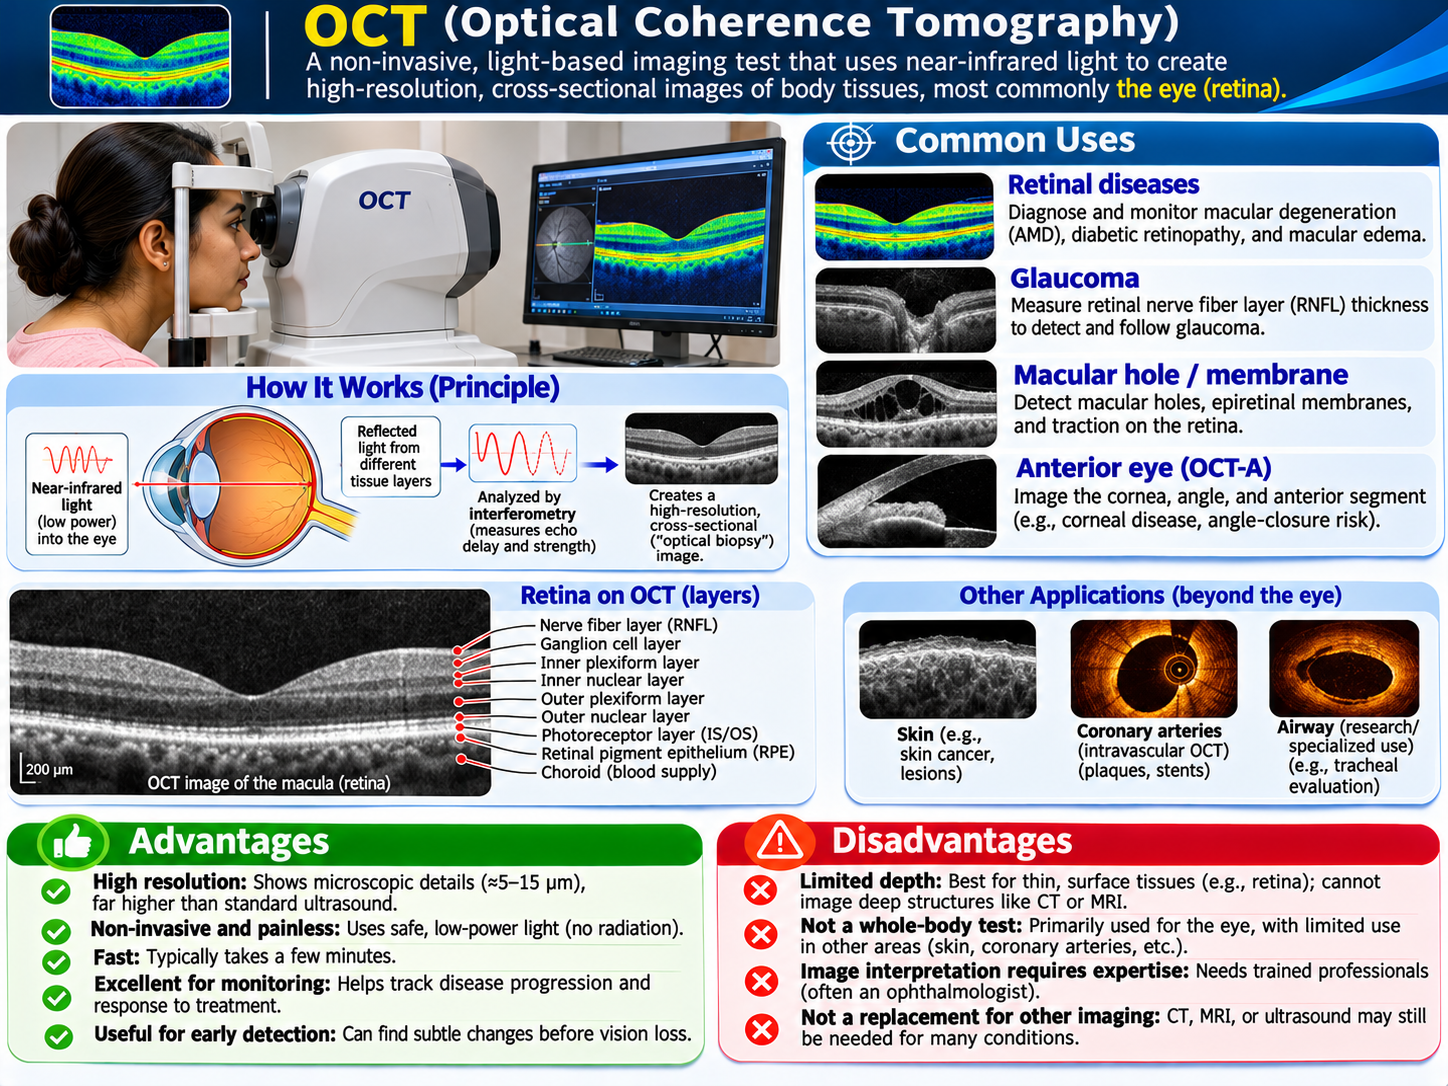 OCT (Optical Coherence Tomography)
A non-invasive, light-based imaging test that uses near-infrared light to create
high-resolution, cross-sectional images of body tissues, most commonly the eye (retina).
OCT
Common Uses
Retinal diseases
Diagnose and monitor macular degeneration
(AMD), diabetic retinopathy, and macular edema.
Glaucoma
Measure retinal nerve fiber layer (RNFL) thickness
to detect and follow glaucoma.
Macular hole / membrane
Detect macular holes, epiretinal membranes,
and traction on the retina.
Anterior eye (OCT-A)
Image the cornea, angle, and anterior segment
(e.g., corneal disease, angle-closure risk).
How It Works (Principle)
Near-infrared
light
(low power)
into the eye
Reflected
light from
different
tissue layers
Analyzed by
interferometry
(measures echo
delay and strength)
Creates a
high-resolution,
cross-sectional
("optical biopsy")
image.
Retina on OCT (layers)
Nerve fiber layer (RNFL)
Ganglion cell layer
Inner plexiform layer
Inner nuclear layer
Outer plexiform layer
Outer nuclear layer
Photoreceptor layer (IS/OS)
Retinal pigment epithelium (RPE)
Choroid (blood supply)
200 μm
OCT image of the macula (retina)
Other Applications (beyond the eye)
Skin (e.g.,
skin cancer,
lesions)
Coronary arteries
(intravascular OCT)
(plaques, stents)
Airway (research/
specialized use)
(e.g., tracheal
evaluation)
Advantages
High resolution: Shows microscopic details (≈5–15 μm),
far higher than standard ultrasound.
Non-invasive and painless: Uses safe, low-power light (no radiation).
Fast: Typically takes a few minutes.
Excellent for monitoring: Helps track disease progression and
response to treatment.
Useful for early detection: Can find subtle changes before vision loss.
Disadvantages
Limited depth: Best for thin, surface tissues (e.g., retina); cannot
image deep structures like CT or MRI.
Not a whole-body test: Primarily used for the eye, with limited use
in other areas (skin, coronary arteries, etc.).
Image interpretation requires expertise: Needs trained professionals
(often an ophthalmologist).
Not a replacement for other imaging: CT, MRI, or ultrasound may still
be needed for many conditions.